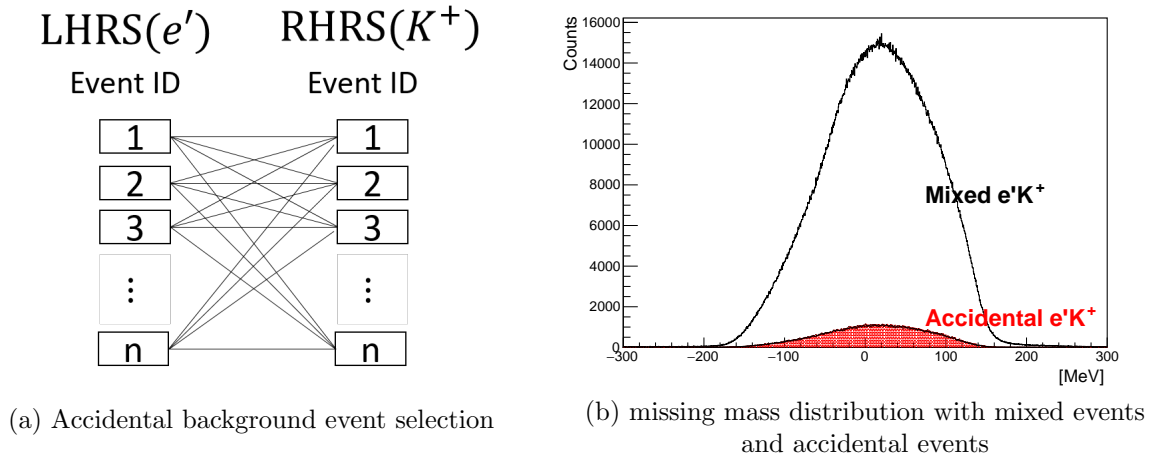 LHRS(e′) RHRS(K⁺)
Event ID Event ID
1 1
2 2
3 3
⋮ ⋮
n n
(a) Accidental background event selection
Counts
16000
14000
12000
10000
8000
6000
4000
2000
0
−300 −200 −100 0 100 200 300
[MeV]
Mixed e'K⁺
Accidental e'K⁺
(b) missing mass distribution with mixed events
and accidental events